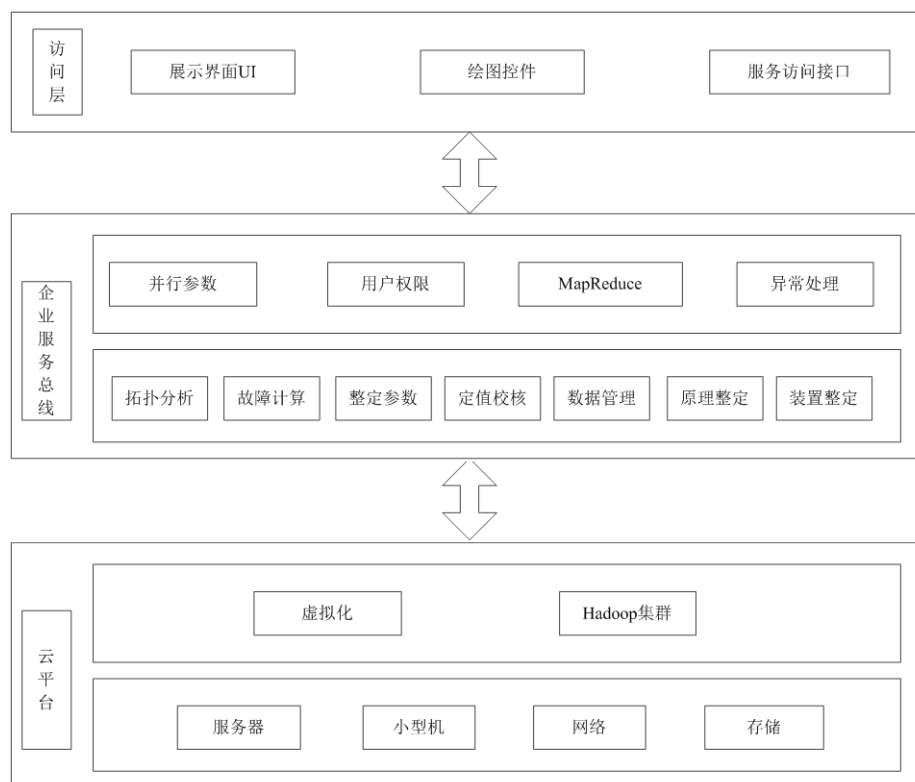 访问层
展示界面UI
绘图控件
服务访问接口
企业服务总线
并行参数
用户权限
MapReduce
异常处理
拓扑分析
故障计算
整定参数
定值校核
数据管理
原理整定
装置整定
云平台
虚拟化
Hadoop集群
服务器
小型机
网络
存储